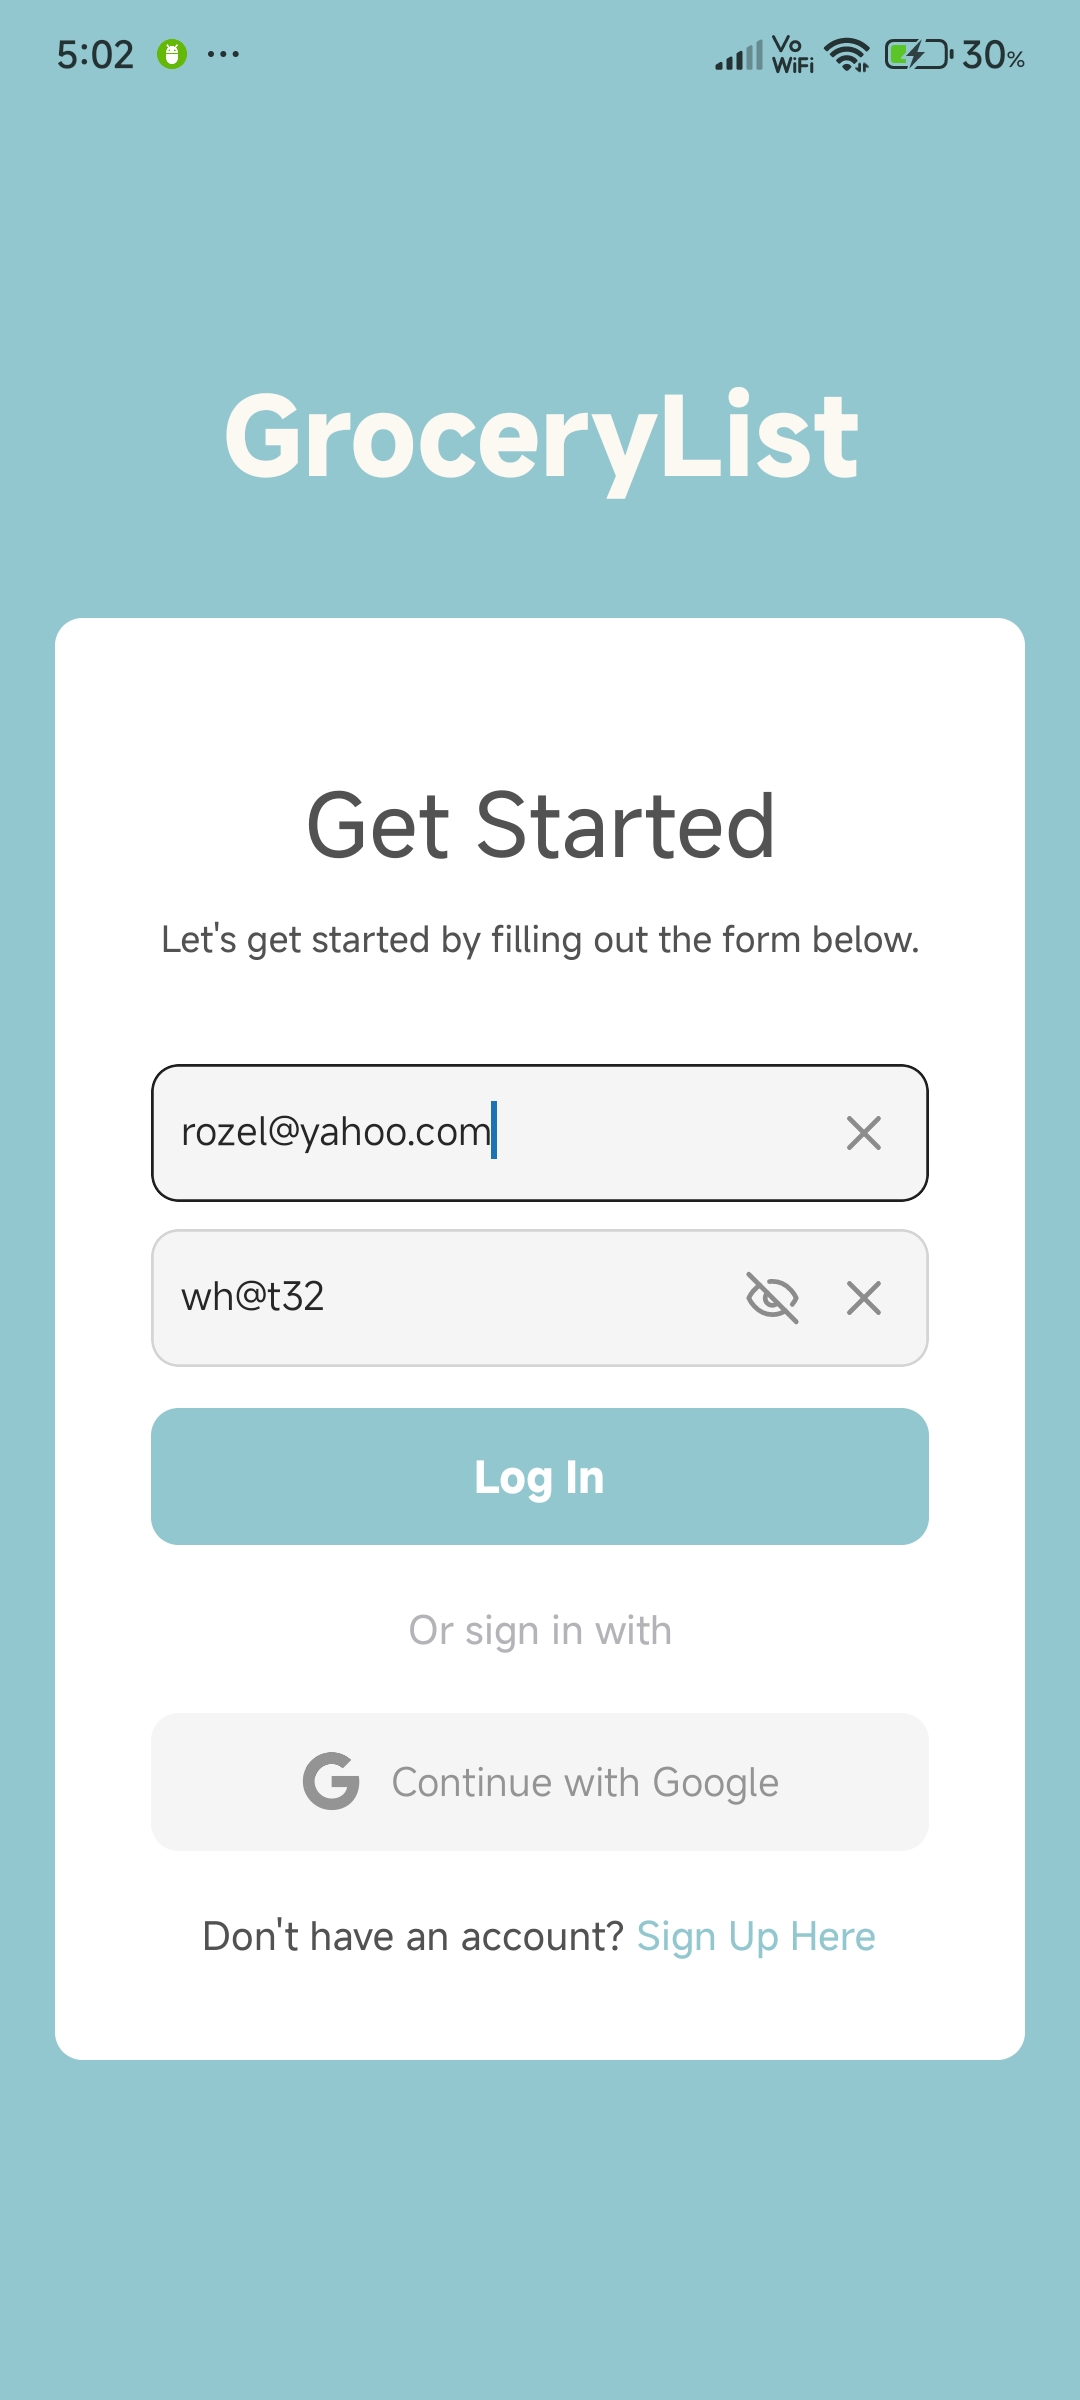 5:02 ... Vo WiFi 30%
GroceryList
Get Started
Let's get started by filling out the form below.
rozel@yahoo.com
wh@t32
Log In
Or sign in with
G Continue with Google
Don't have an account? Sign Up Here